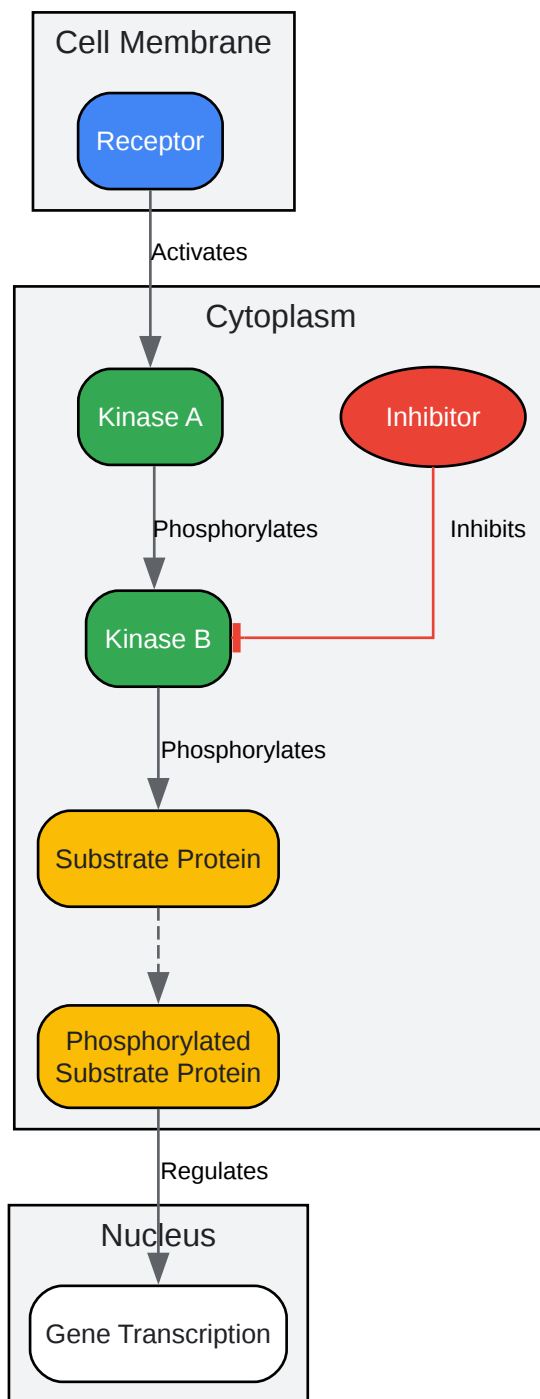 Cell Membrane
Receptor
Activates
Cytoplasm
Kinase A
Inhibitor
Phosphorylates
Inhibits
Kinase B
Phosphorylates
Substrate Protein
Phosphorylated
Substrate Protein
Regulates
Nucleus
Gene Transcription